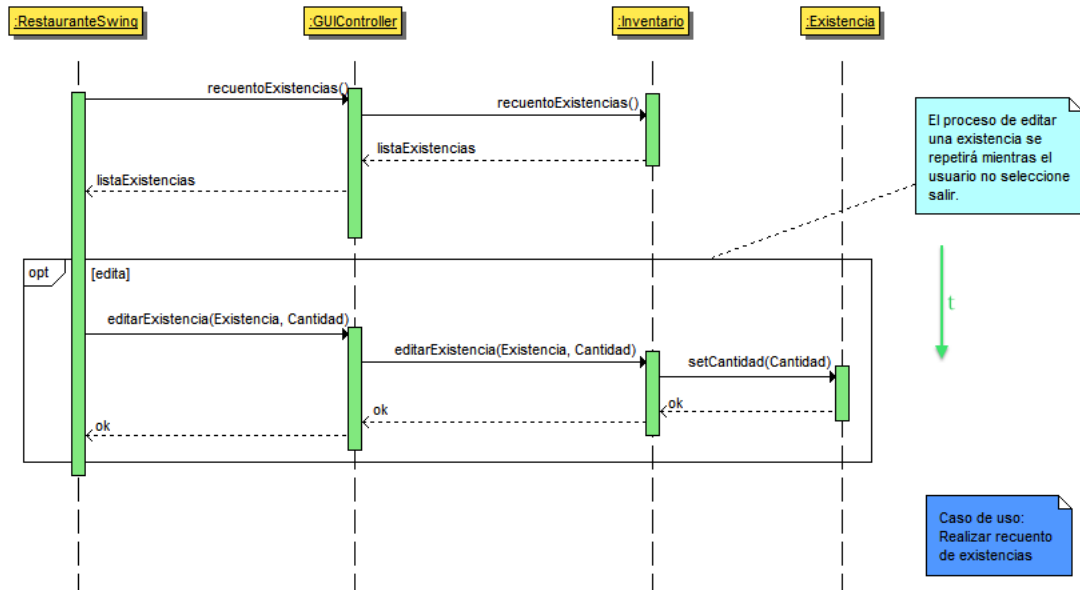 :RestauranteSwing
:GUIController
:Inventario
:Existencia
recuentoExistencias()
recuentoExistencias()
listaExistencias
listaExistencias
El proceso de editar
una existencia se
repetirá mientras el
usuario no seleccione
salir.
opt
[edita]
t
editarExistencia(Existencia, Cantidad)
editarExistencia(Existencia, Cantidad)
setCantidad(Cantidad)
ok
ok
ok
Caso de uso:
Realizar recuento
de existencias